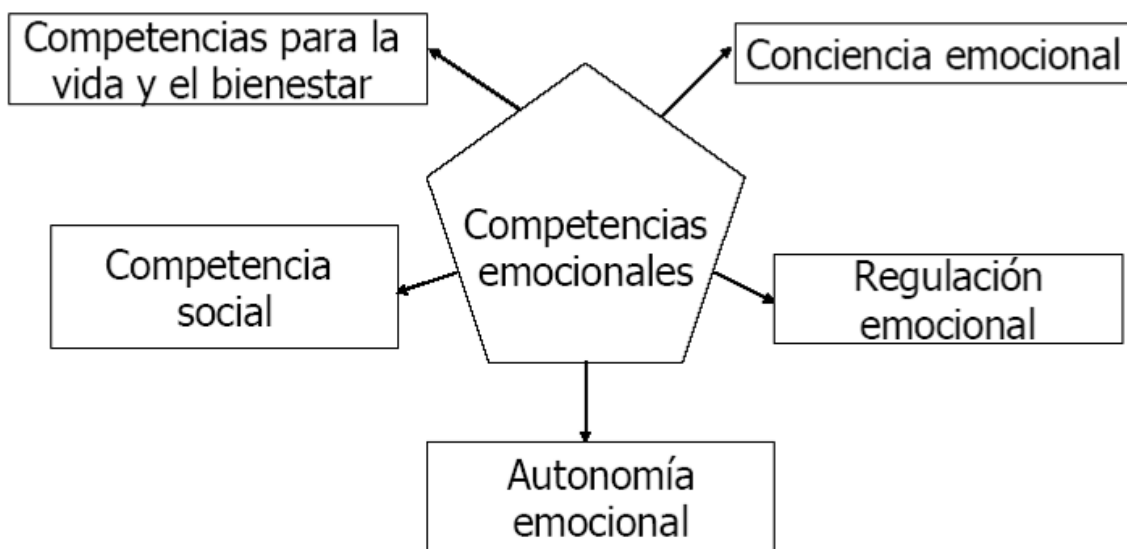 Competencias para la
vida y el bienestar
Conciencia emocional
Competencias
emocionales
Competencia
social
Regulación
emocional
Autonomía
emocional